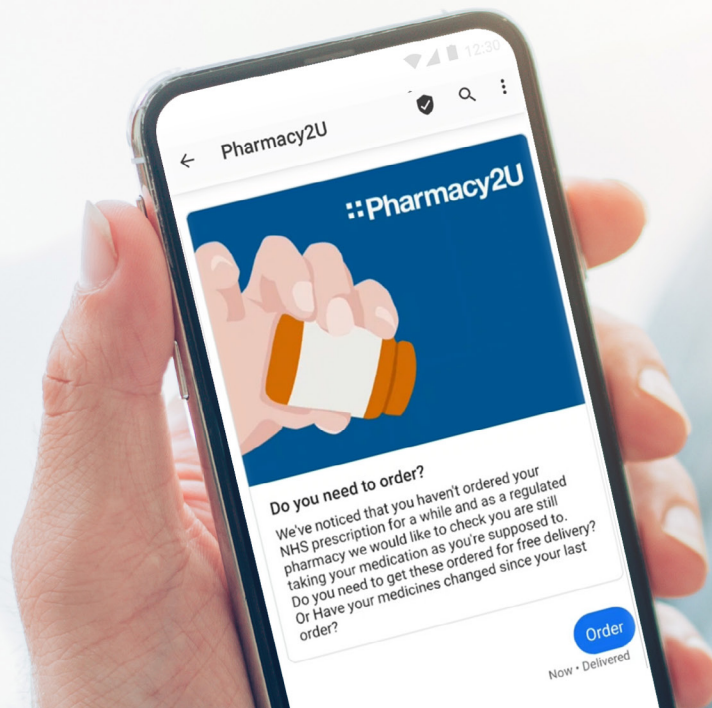 12:30
Pharmacy2U
Pharmacy2U
Do you need to order?
We've noticed that you haven't ordered your
NHS prescription for a while and as a regulated
pharmacy we would like to check you are still
taking your medication as you're supposed to.
Do you need to get these ordered for free delivery?
Or Have your medicines changed since your last
order?
Order
Now • Delivered